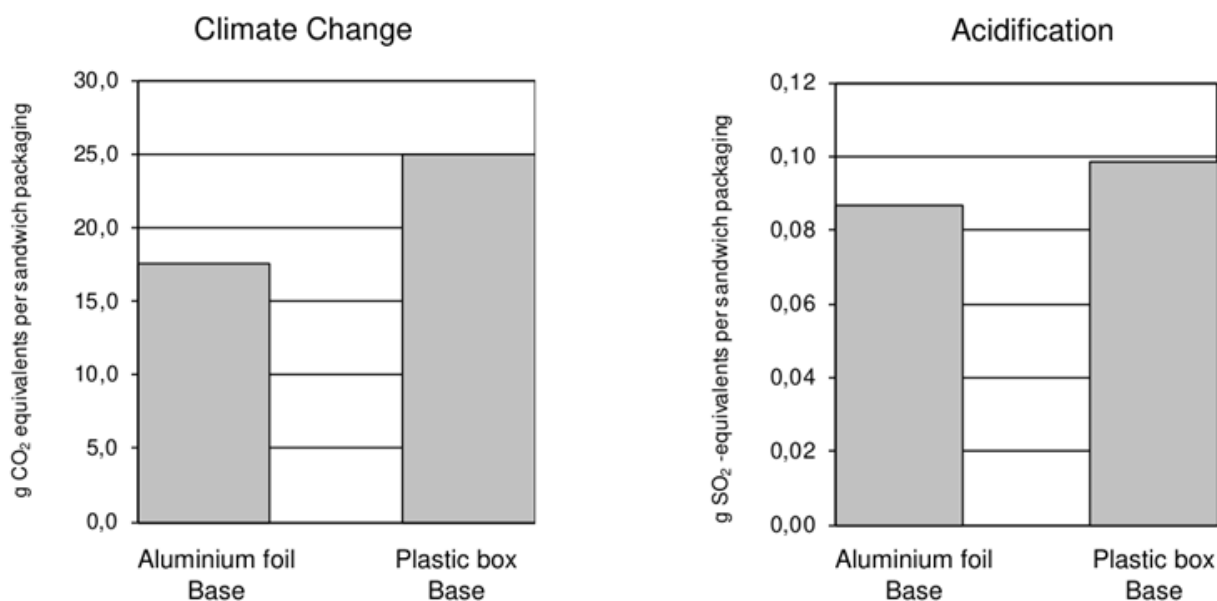 Climate Change
g CO₂ equivalents per sandwich packaging
30,0
25,0
20,0
15,0
10,0
5,0
0,0
Aluminium foil
Base
Plastic box
Base
Acidification
g SO₂ -equivalents per sandwich packaging
0,12
0,10
0,08
0,06
0,04
0,02
0,00
Aluminium foil
Base
Plastic box
Base